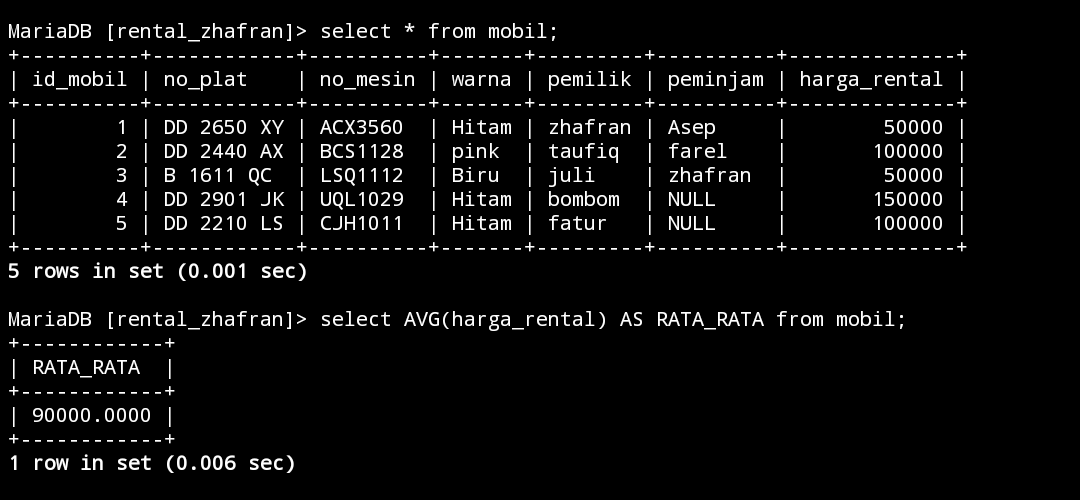 MariaDB [rental_zhafran]> select * from mobil;
+----------+------------+----------+-------+---------+----------+--------------+
| id_mobil | no_plat    | no_mesin | warna | pemilik | peminjam | harga_rental |
+----------+------------+----------+-------+---------+----------+--------------+
|        1 | DD 2650 XY | ACX3560  | Hitam | zhafran | Asep     |        50000 |
|        2 | DD 2440 AX | BCS1128  | pink  | taufiq  | farel    |       100000 |
|        3 | B 1611 QC  | LSQ1112  | Biru  | juli    | zhafran  |        50000 |
|        4 | DD 2901 JK | UQL1029  | Hitam | bombom  | NULL     |       150000 |
|        5 | DD 2210 LS | CJH1011  | Hitam | fatur   | NULL     |       100000 |
+----------+------------+----------+-------+---------+----------+--------------+
5 rows in set (0.001 sec)
MariaDB [rental_zhafran]> select AVG(harga_rental) AS RATA_RATA from mobil;
+------------+
| RATA_RATA  |
+------------+
| 90000.0000 |
+------------+
1 row in set (0.006 sec)